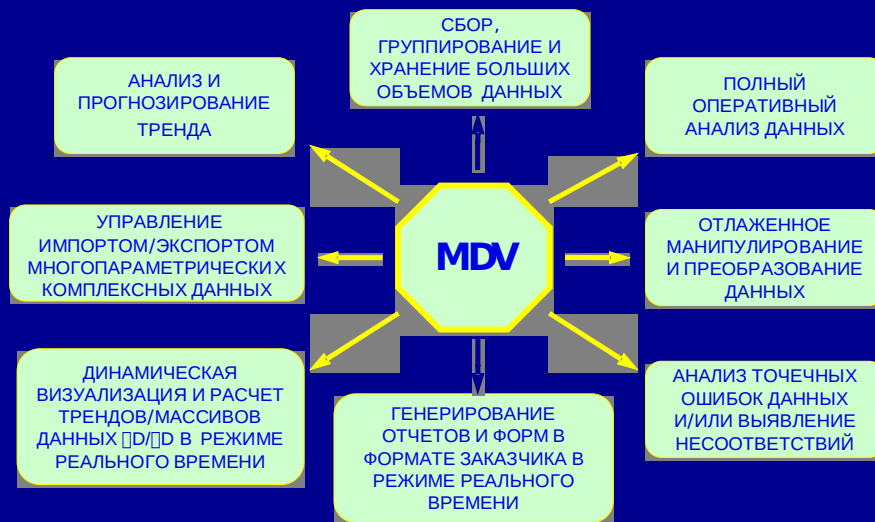 СБОР,
ГРУППИРОВАНИЕ И
ХРАНЕНИЕ БОЛЬШИХ
ОБЪЕМОВ ДАННЫХ
АНАЛИЗ И
ПРОГНОЗИРОВАНИЕ
ТРЕНДА
ПОЛНЫЙ
ОПЕРАТИВНЫЙ
АНАЛИЗ ДАННЫХ
УПРАВЛЕНИЕ
ИМПОРТОМ/ЭКСПОРТОМ
МНОГОПАРАМЕТРИЧЕСКИХ
КОМПЛЕКСНЫХ ДАННЫХ
MDV
ОТЛАЖЕННОЕ
МАНИПУЛИРОВАНИЕ
И ПРЕОБРАЗОВАНИЕ
ДАННЫХ
ДИНАМИЧЕСКАЯ
ВИЗУАЛИЗАЦИЯ И РАСЧЕТ
ТРЕНДОВ/МАССИВОВ
ДАННЫХ ▯D/▯D В РЕЖИМЕ
РЕАЛЬНОГО ВРЕМЕНИ
ГЕНЕРИРОВАНИЕ
ОТЧЕТОВ И ФОРМ В
ФОРМАТЕ ЗАКАЗЧИКА В
РЕЖИМЕ РЕАЛЬНОГО
ВРЕМЕНИ
АНАЛИЗ ТОЧЕЧНЫХ
ОШИБОК ДАННЫХ
И/ИЛИ ВЫЯВЛЕНИЕ
НЕСООТВЕТСТВИЙ